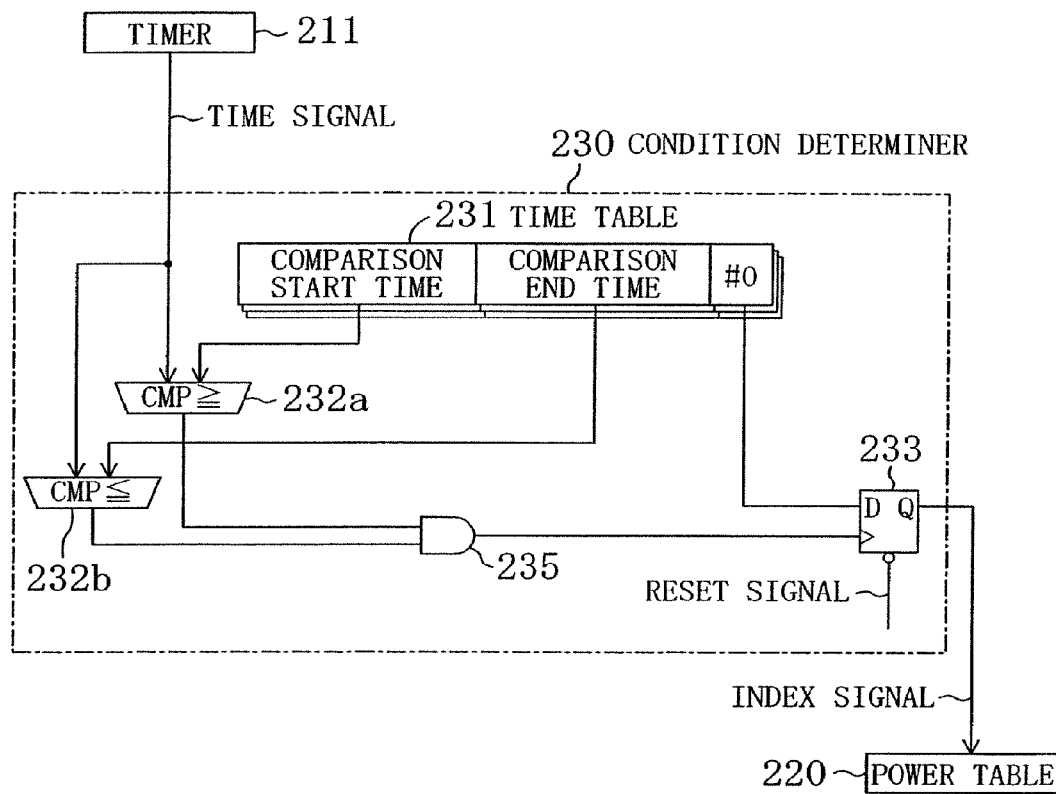 TIMER 211
TIME SIGNAL
230 CONDITION DETERMINER
231 TIME TABLE
COMPARISON START TIME
COMPARISON END TIME
#0
CMP ≧ 232a
CMP ≦
232b
233
D Q
235
RESET SIGNAL
INDEX SIGNAL
220 POWER TABLE